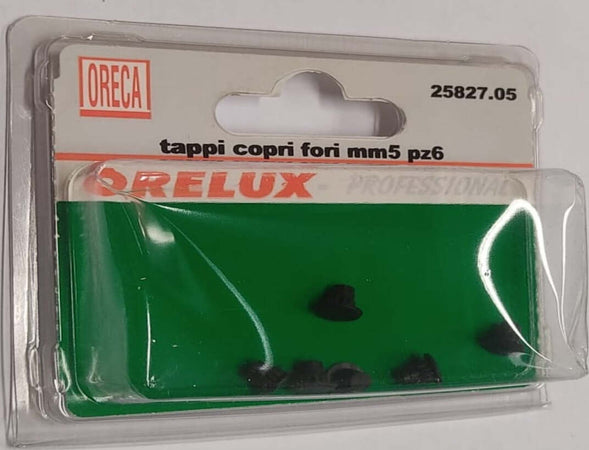 ORECA
25827.05
tappi copri fori mm5 pz6
ORELUX PROFESSIONAL